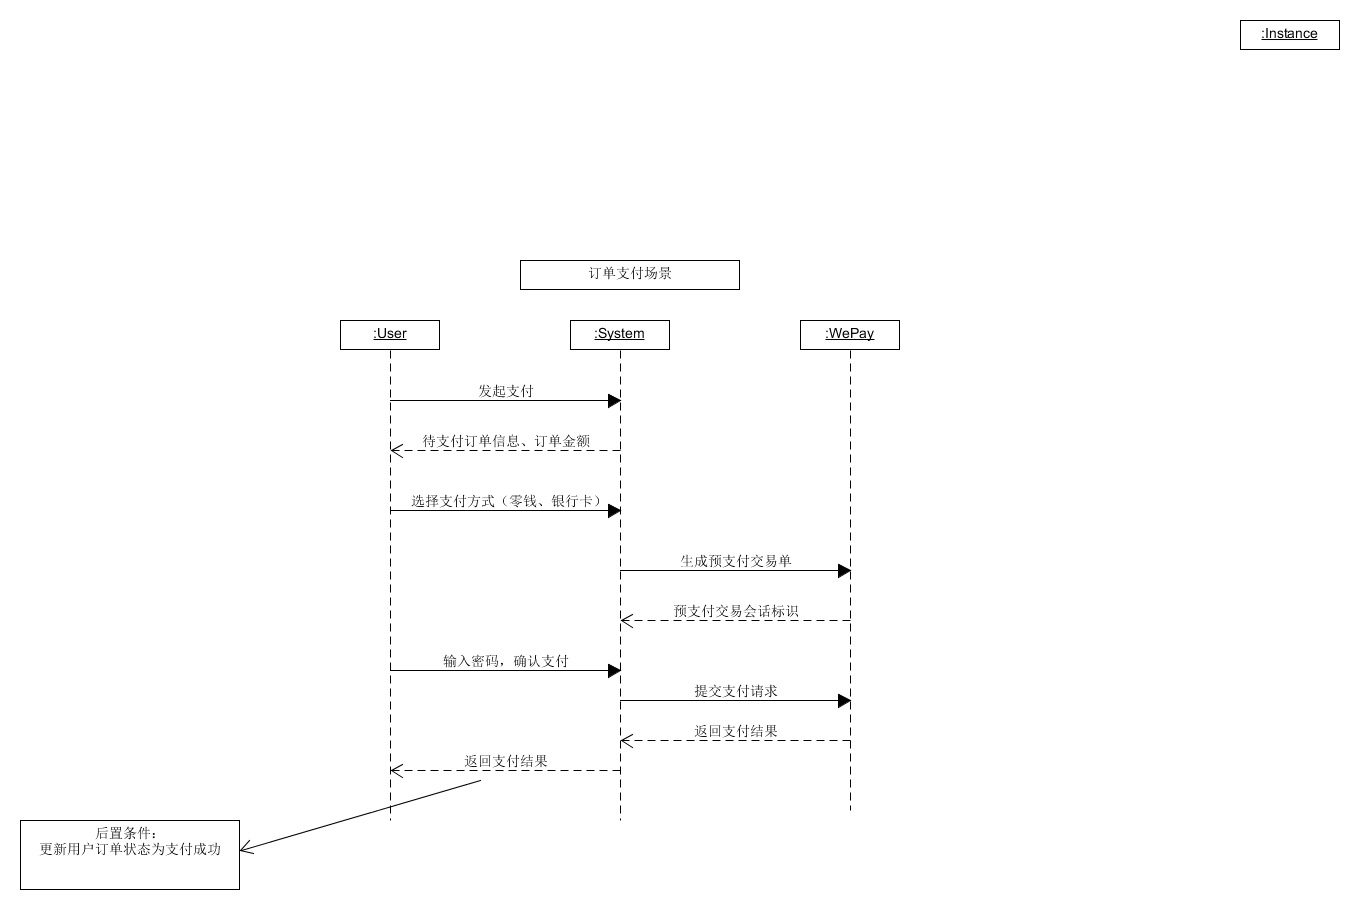 :Instance
订单支付场景
:User
:System
:WePay
发起支付
待支付订单信息、订单金额
选择支付方式（零钱、银行卡）
生成预支付交易单
预支付交易会话标识
输入密码，确认支付
提交支付请求
返回支付结果
返回支付结果
后置条件：
更新用户订单状态为支付成功